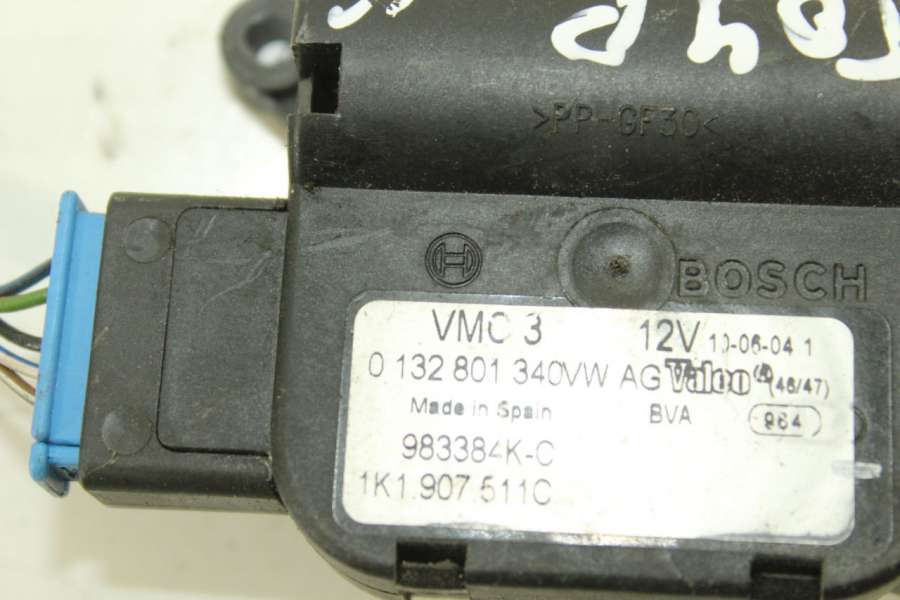 >PP-GF30<
BOSCH
VMC 3 12V 10-06-04 1
0 132 801 340VW AG Valeo (46/47)
Made in Spain BVA 964
983384K-C
1K1.907.511C